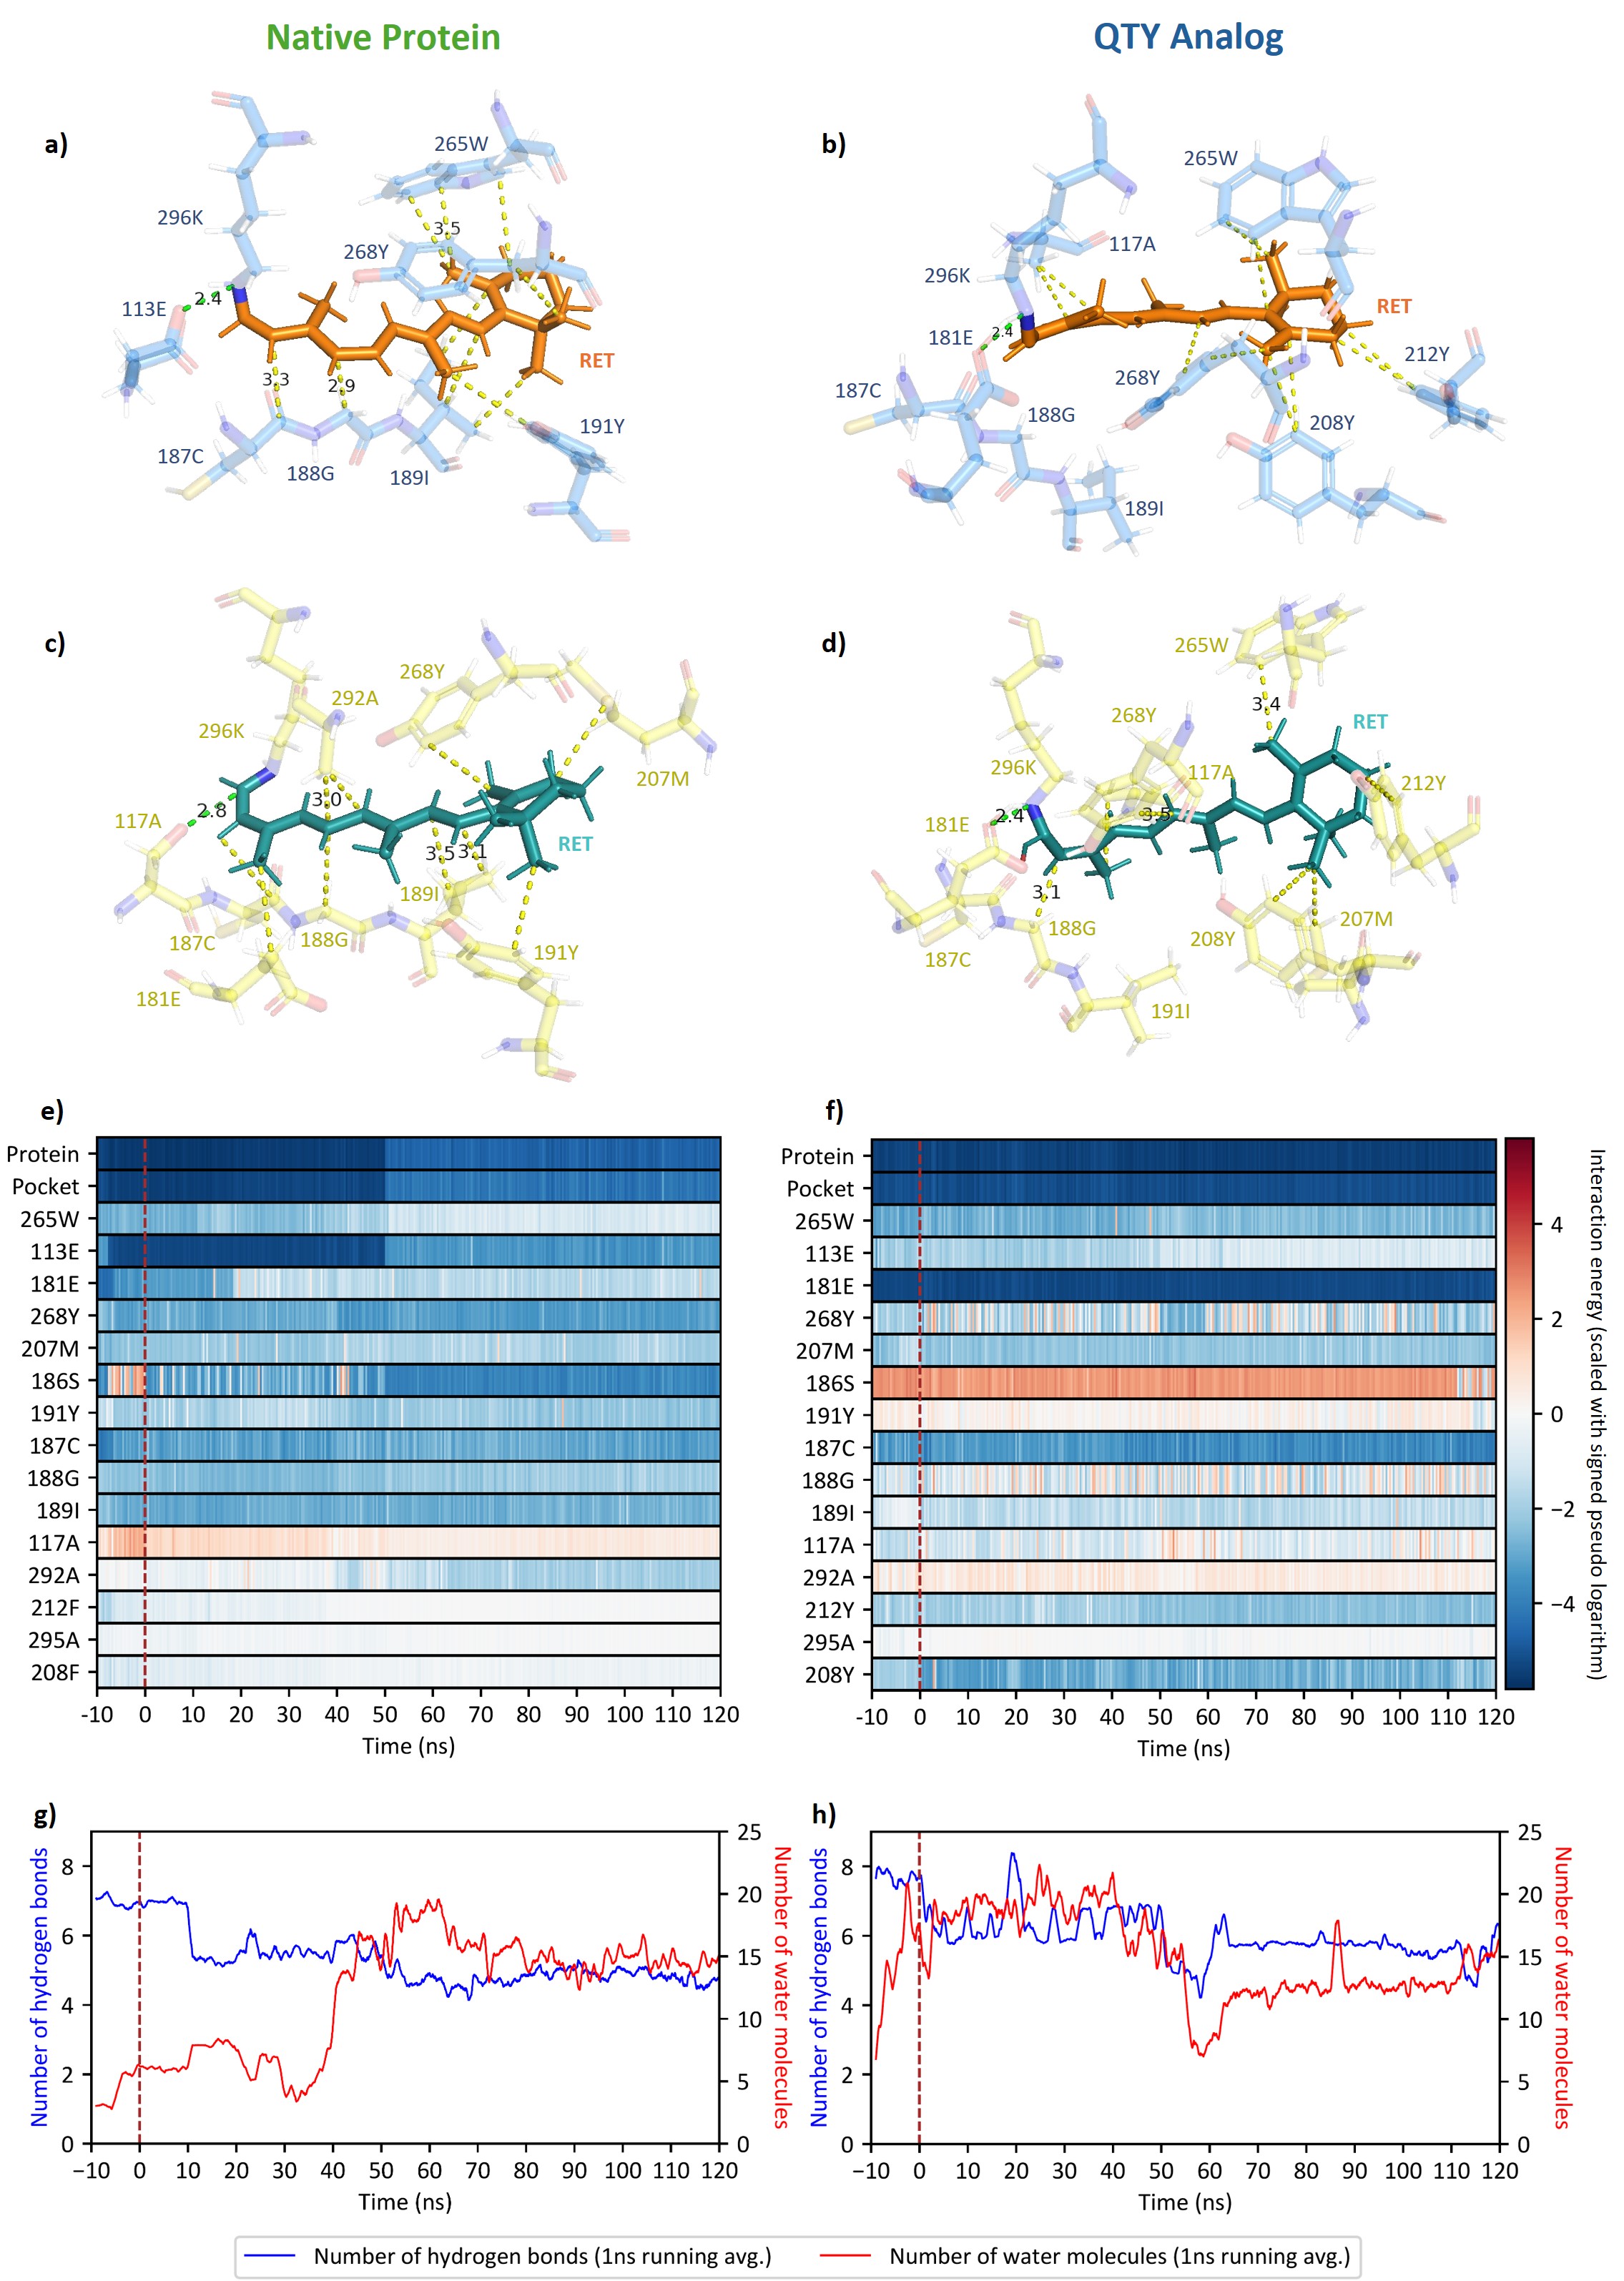 Native Protein
QTY Analog
a)
265W
296K
3.5
268Y
113E
2.4
RET
3.3
2.9
191Y
187C
188G
189I
b)
265W
117A
296K
RET
181E
2.4
212Y
268Y
187C
188G
208Y
189I
c)
268Y
292A
296K
207M
3.0
2.8
117A
RET
3.5
3.1
189I
187C
188G
191Y
181E
d)
265W
3.4
RET
268Y
296K
117A
212Y
3.5
2.4
181E
3.1
207M
188G
208Y
187C
191I
e)
Protein
Pocket
265W
113E
181E
268Y
207M
186S
191Y
187C
188G
189I
117A
292A
212F
295A
208F
-10 0 10 20 30 40 50 60 70 80 90 100 110 120
Time (ns)
f)
Protein
Pocket
265W
113E
181E
268Y
207M
186S
191Y
187C
188G
189I
117A
292A
212Y
295A
208Y
-10 0 10 20 30 40 50 60 70 80 90 100 110 120
Time (ns)
4
2
0
−2
−4
Interaction energy (scaled with signed pseudo logarithm)
g)
Number of hydrogen bonds
8
6
4
2
0
25
20
15
10
5
0
Number of water molecules
−10 0 10 20 30 40 50 60 70 80 90 100 110 120
Time (ns)
h)
Number of hydrogen bonds
8
6
4
2
0
25
20
15
10
5
0
Number of water molecules
−10 0 10 20 30 40 50 60 70 80 90 100 110 120
Time (ns)
Number of hydrogen bonds (1ns running avg.)
Number of water molecules (1ns running avg.)